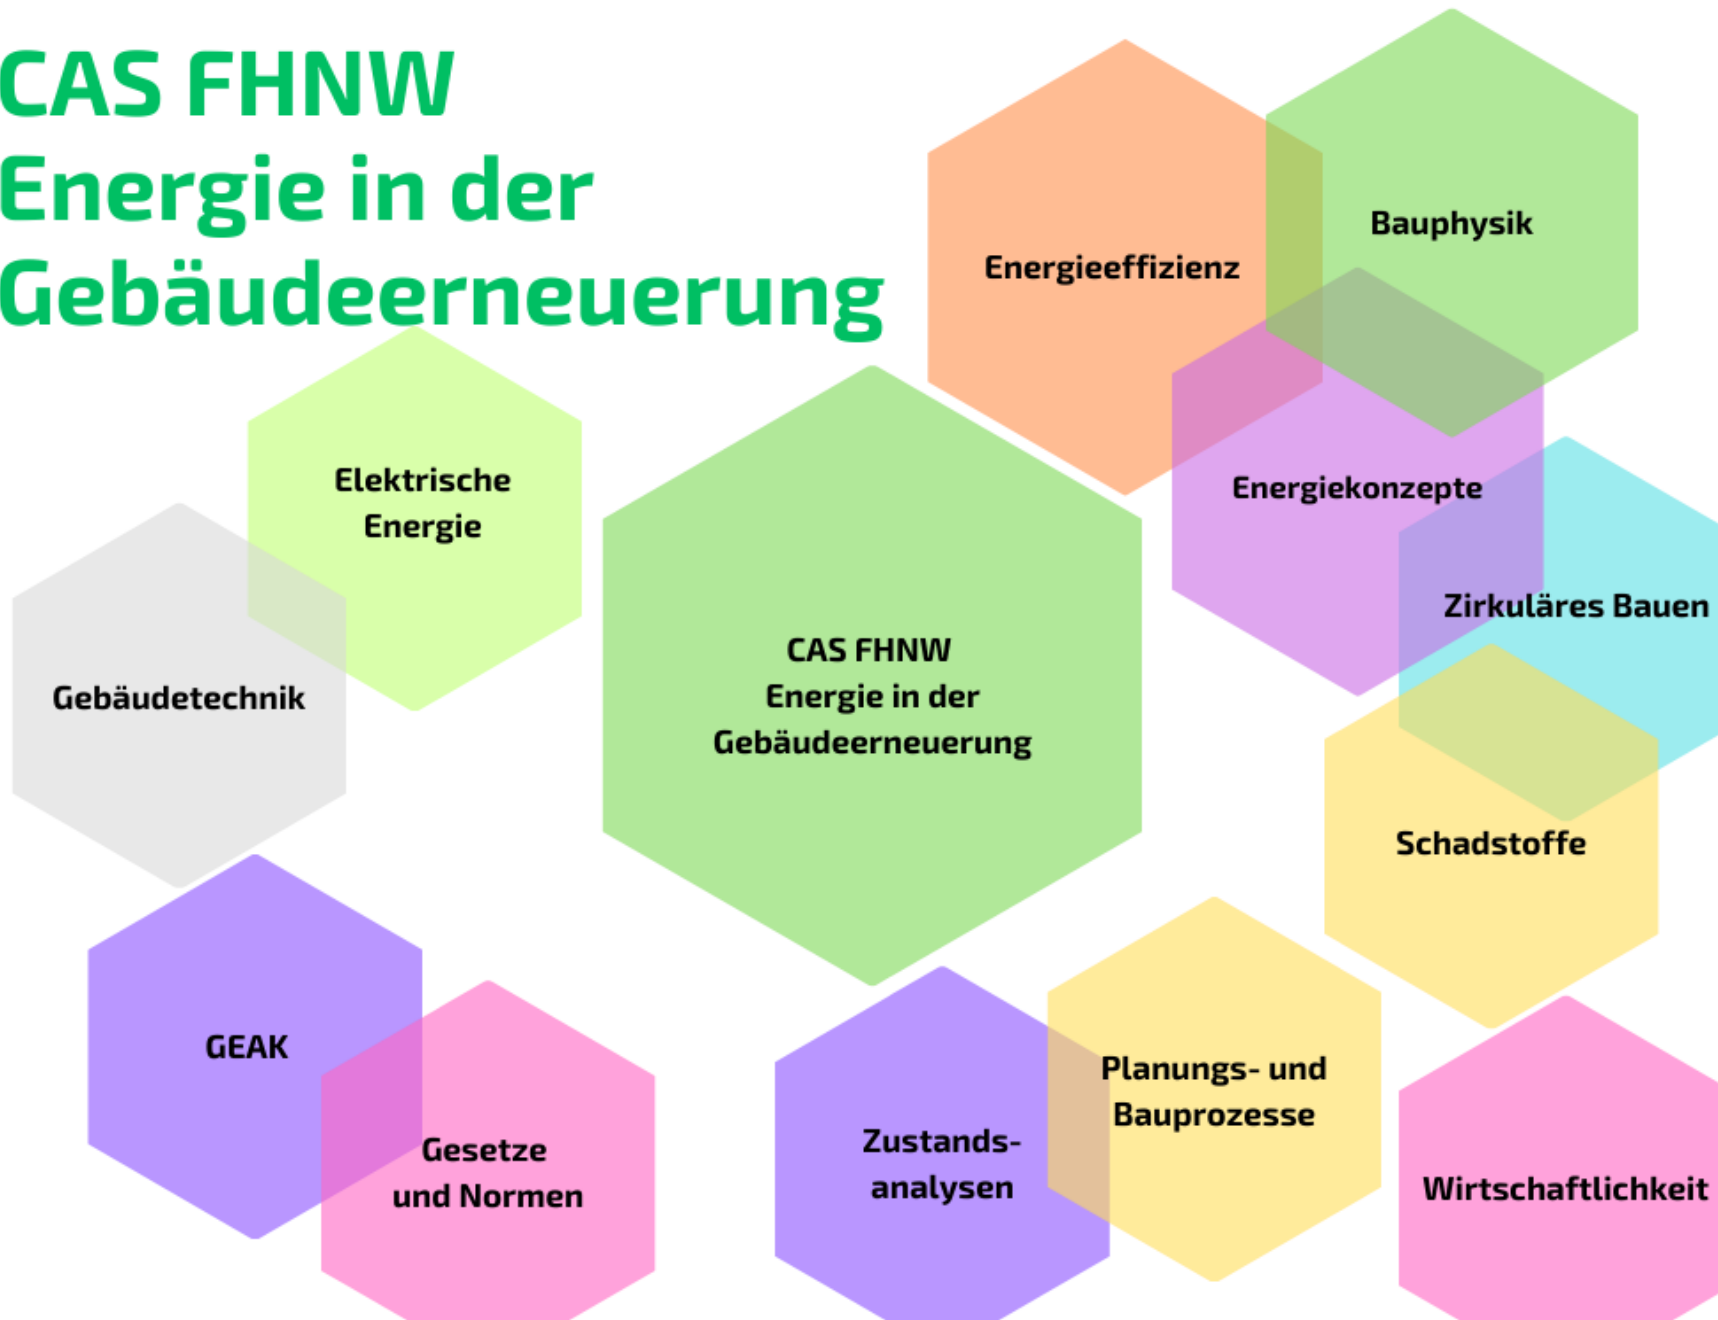 CAS FHNW
Energie in der
Gebäudeerneuerung
Energieeffizienz
Bauphysik
Elektrische
Energie
Energiekonzepte
Zirkuläres Bauen
Gebäudetechnik
CAS FHNW
Energie in der
Gebäudeerneuerung
Schadstoffe
GEAK
Gesetze
und Normen
Zustands-
analysen
Planungs- und
Bauprozesse
Wirtschaftlichkeit